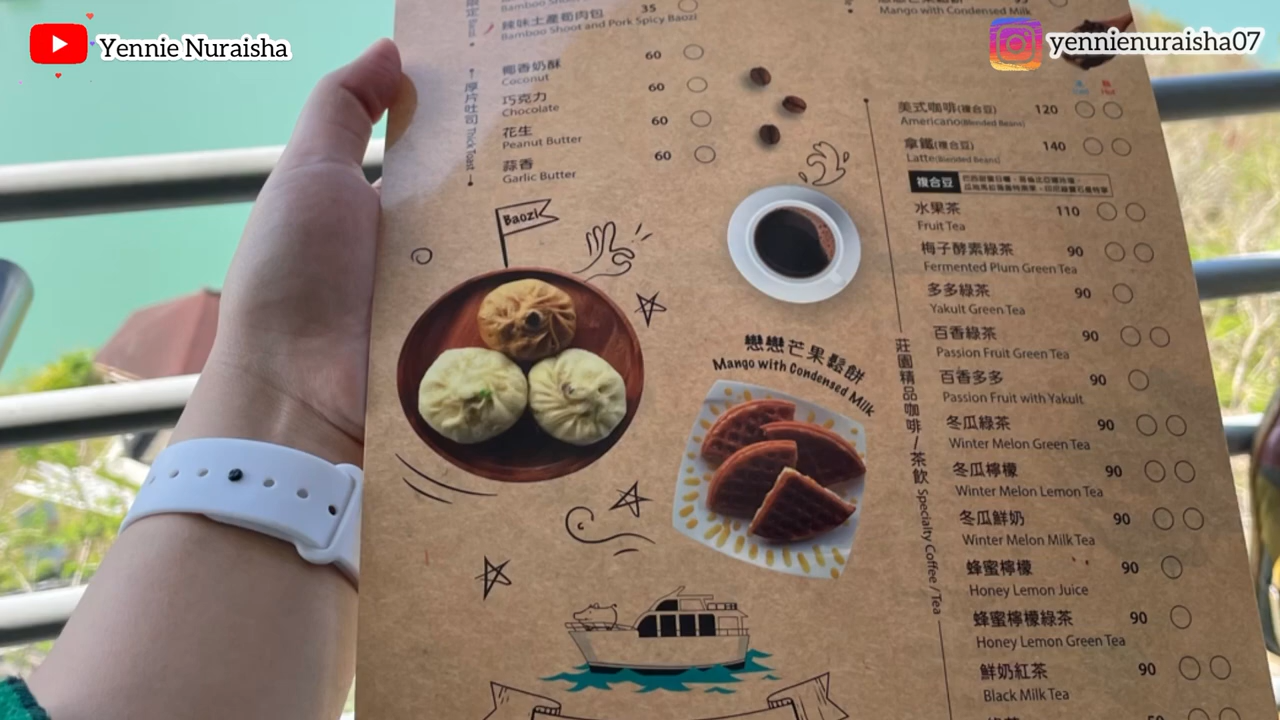 Yennie Nuraisha
yennienuraisha07
Bamboo Shoot
辣味土產筍肉包 35
Bamboo Shoot and Pork Spicy Baozi
厚片吐司 Thick Toast
椰香奶酥 60
Coconut
巧克力 60
Chocolate
花生 60
Peanut Butter
蒜香 60
Garlic Butter
Baozi
戀戀芒果鬆餅
Mango with Condensed Milk
Mango with Condensed Milk
Hot
莊園精品咖啡/茶飲 Specialty Coffee / Tea
美式咖啡(複合豆) 120
Americano(Blended Beans)
拿鐵(複合豆) 140
Latte(Blended Beans)
複合豆
水果茶 110
Fruit Tea
梅子酵素綠茶 90
Fermented Plum Green Tea
多多綠茶 90
Yakult Green Tea
百香綠茶 90
Passion Fruit Green Tea
百香多多 90
Passion Fruit with Yakult
冬瓜綠茶 90
Winter Melon Green Tea
冬瓜檸檬 90
Winter Melon Lemon Tea
冬瓜鮮奶 90
Winter Melon Milk Tea
蜂蜜檸檬 90
Honey Lemon Juice
蜂蜜檸檬綠茶 90
Honey Lemon Green Tea
鮮奶紅茶 90
Black Milk Tea